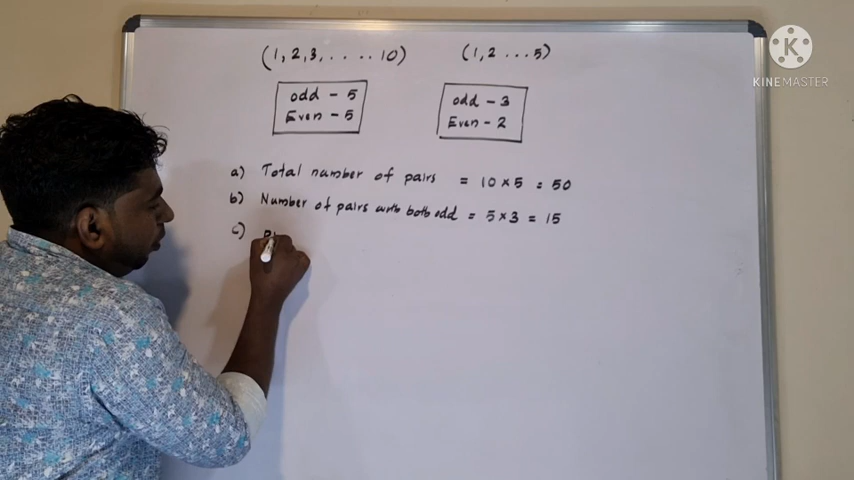 (1, 2, 3, . . . . . 10) (1, 2 . . . 5)
odd - 5
Even - 5
odd - 3
Even - 2
a) Total number of pairs = 10 × 5 = 50
b) Number of pairs with both odd = 5 × 3 = 15
c)
K
KINEMASTER